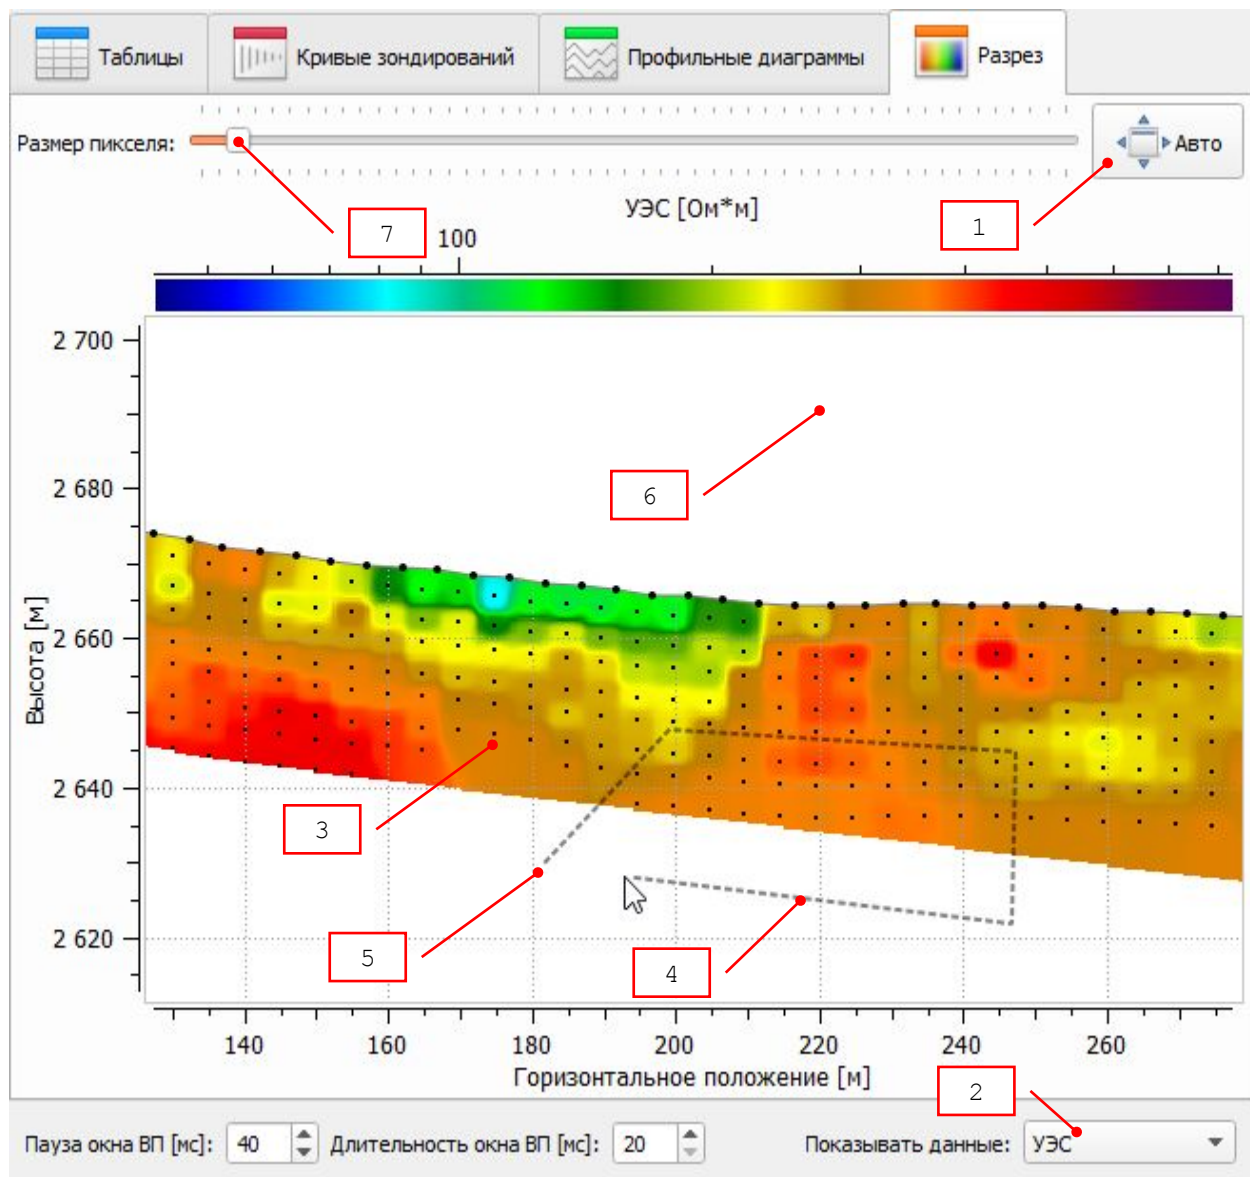 Таблицы
Кривые зондирований
Профильные диаграммы
Разрез
Размер пикселя:
Авто
7
УЭС [Ом*м]
1
100
2 700
6
2 680
2 660
Высота [м]
2 640
3
5
4
2 620
140 160 180 200 220 240 260
Горизонтальное положение [м]
2
Пауза окна ВП [мс]: 40 Длительность окна ВП [мс]: 20 Показывать данные: УЭС